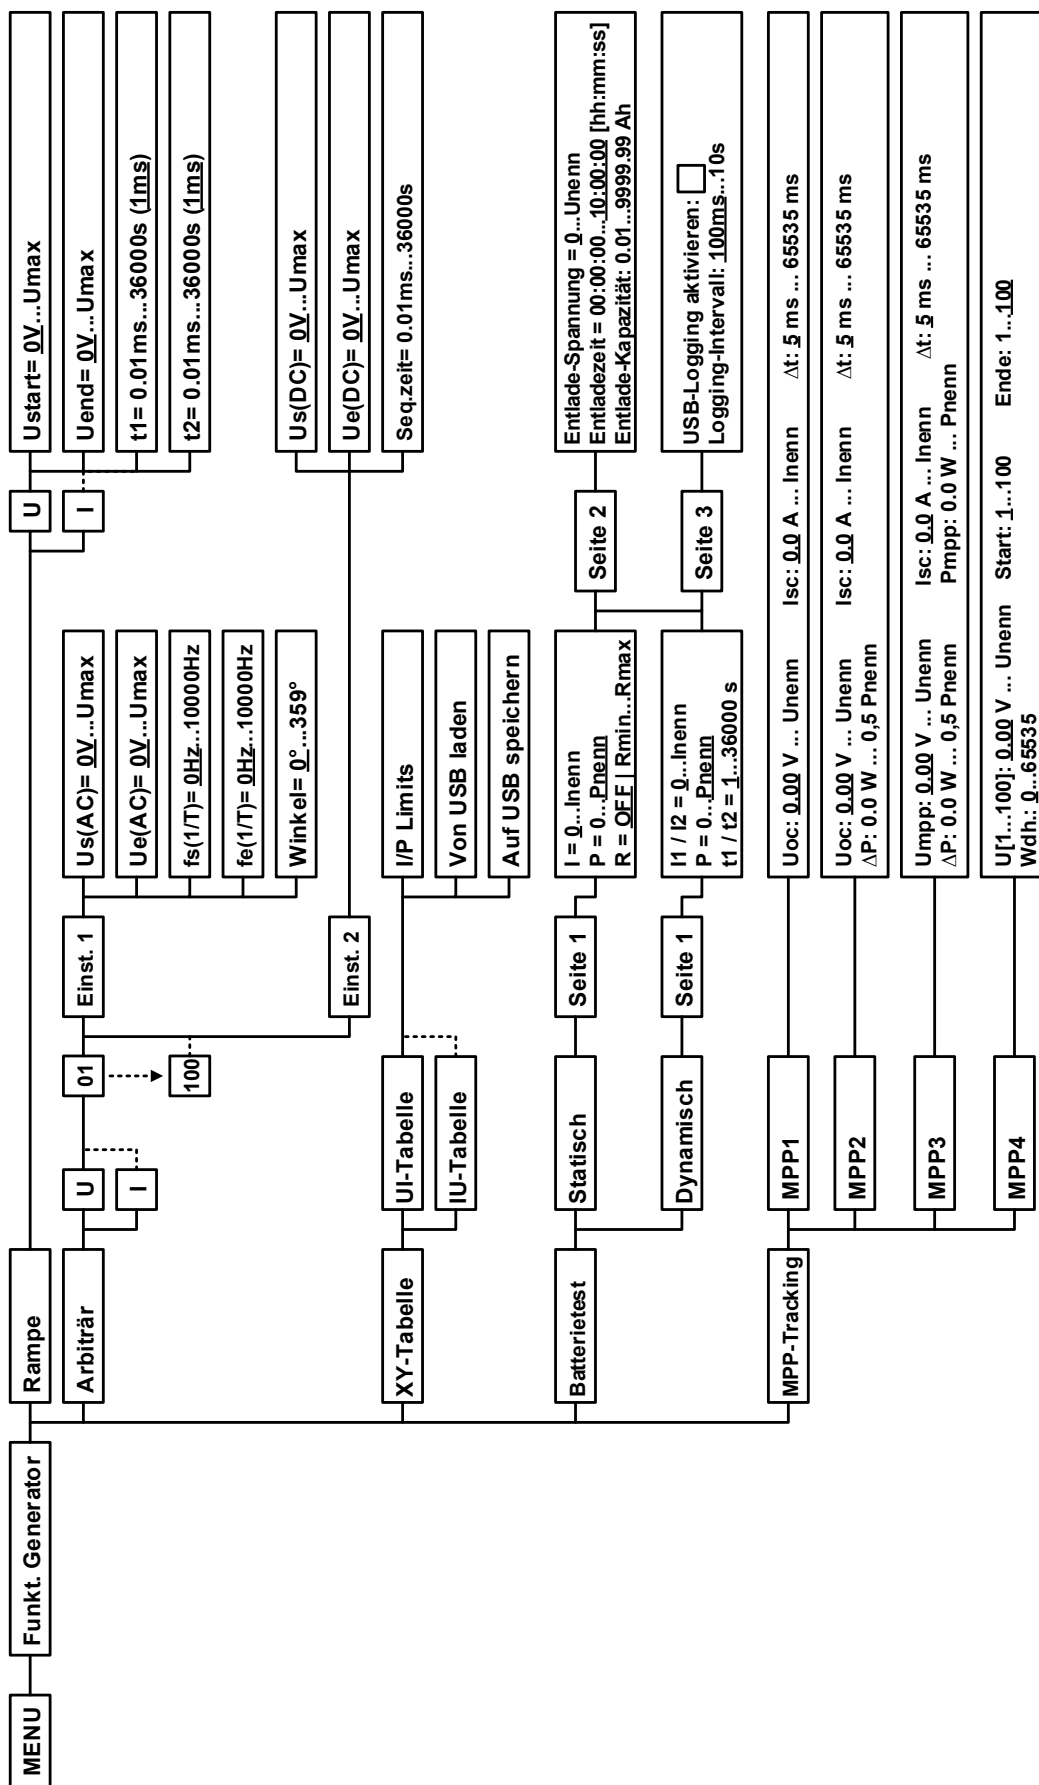 MENU
Funkt. Generator
Rampe
U
I
Ustart= 0V...Umax
Uend= 0V...Umax
t1= 0.01ms...36000s (1ms)
t2= 0.01ms...36000s (1ms)
Arbiträr
U
I
01
100
Einst. 1
Us(AC)= 0V...Umax
Ue(AC)= 0V...Umax
fs(1/T)= 0Hz...10000Hz
fe(1/T)= 0Hz...10000Hz
Winkel= 0°...359°
Einst. 2
Us(DC)= 0V...Umax
Ue(DC)= 0V...Umax
Seq.zeit= 0.01ms...36000s
XY-Tabelle
UI-Tabelle
IU-Tabelle
I/P Limits
Von USB laden
Auf USB speichern
Batterietest
Statisch
Seite 1
I = 0...Inenn
P = 0...Pnenn
R = OFF | Rmin...Rmax
Dynamisch
Seite 1
I1 / I2 = 0...Inenn
P = 0...Pnenn
t1 / t2 = 1...36000 s
Seite 2
Entlade-Spannung = 0...Unenn
Entladezeit = 00:00:00...10:00:00 [hh:mm:ss]
Entlade-Kapazität: 0.01...9999.99 Ah
Seite 3
USB-Logging aktivieren:
Logging-Intervall: 100ms...10s
MPP-Tracking
MPP1
Uoc: 0.00 V ... Unenn Isc: 0.0 A ... Inenn Δt: 5 ms ... 65535 ms
MPP2
Uoc: 0.00 V ... Unenn Isc: 0.0 A ... Inenn Δt: 5 ms ... 65535 ms
ΔP: 0.0 W ... 0,5 Pnenn
MPP3
Umpp: 0.00 V ... Unenn Isc: 0.0 A ... Inenn Δt: 5 ms ... 65535 ms
ΔP: 0.0 W ... 0,5 Pnenn Pmpp: 0.0 W ... Pnenn
MPP4
U[1...100]: 0.00 V ... Unenn Start: 1...100 Ende: 1...100
Wdh.: 0...65535